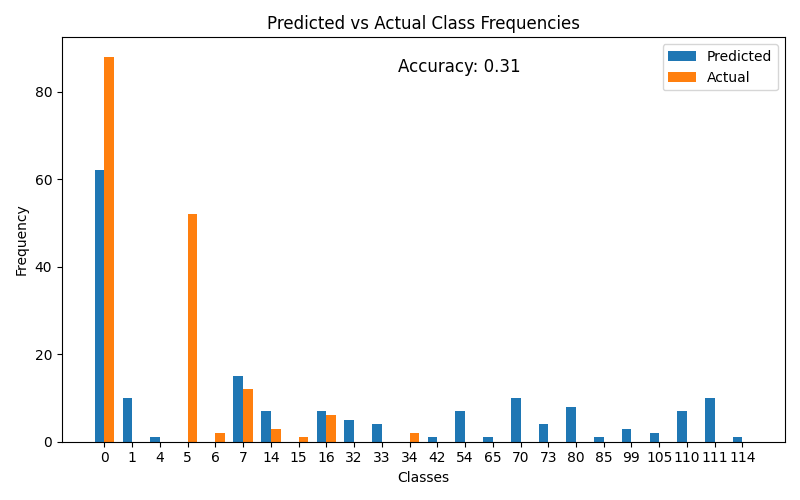 Predicted vs Actual Class Frequencies
Accuracy: 0.31
Predicted
Actual
Frequency
80
60
40
20
0
0 1 4 5 6 7 14 15 16 32 33 34 42 54 65 70 73 80 85 99 105 110 111 114
Classes